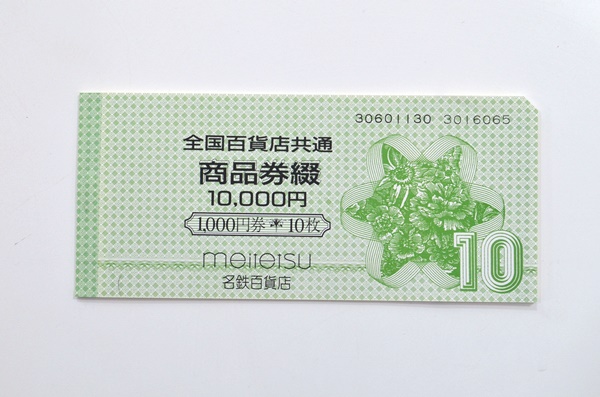 30601130 3016065
全国百貨店共通
商品券綴
10,000円
1,000円券＊10枚
meitetsu
名鉄百貨店
10